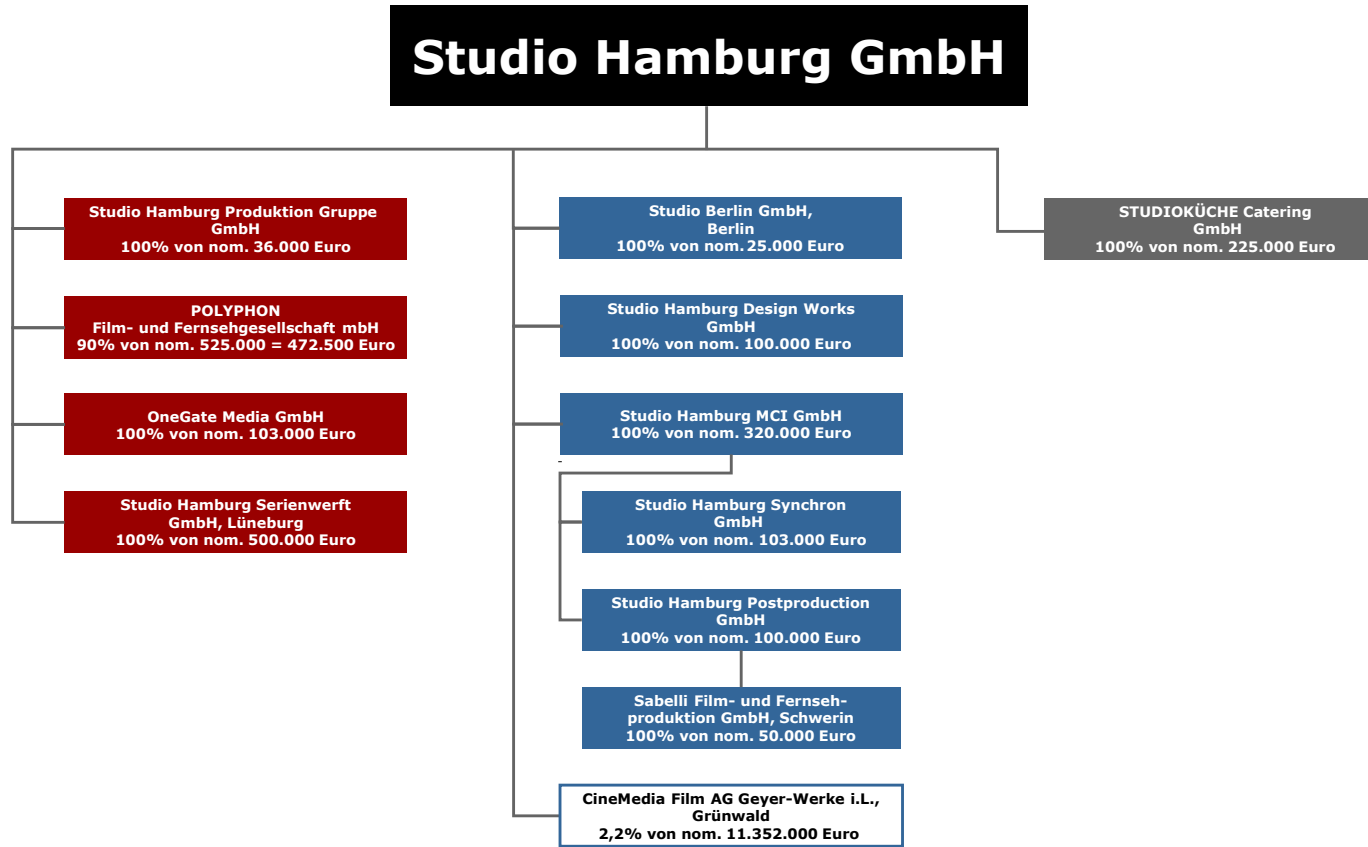 Studio Hamburg GmbH
Studio Hamburg Produktion Gruppe
GmbH
100% von nom. 36.000 Euro
POLYPHON
Film- und Fernsehgesellschaft mbH
90% von nom. 525.000 = 472.500 Euro
OneGate Media GmbH
100% von nom. 103.000 Euro
Studio Hamburg Serienwerft
GmbH, Lüneburg
100% von nom. 500.000 Euro
Studio Berlin GmbH,
Berlin
100% von nom. 25.000 Euro
Studio Hamburg Design Works
GmbH
100% von nom. 100.000 Euro
Studio Hamburg MCI GmbH
100% von nom. 320.000 Euro
-
Studio Hamburg Synchron
GmbH
100% von nom. 103.000 Euro
Studio Hamburg Postproduction
GmbH
100% von nom. 100.000 Euro
Sabelli Film- und Fernseh-
produktion GmbH, Schwerin
100% von nom. 50.000 Euro
CineMedia Film AG Geyer-Werke i.L.,
Grünwald
2,2% von nom. 11.352.000 Euro
STUDIOKÜCHE Catering
GmbH
100% von nom. 225.000 Euro